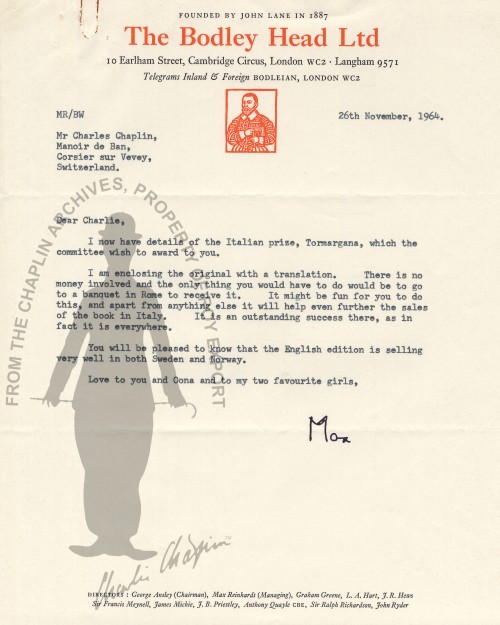 FOUNDED BY JOHN LANE IN 1887
The Bodley Head Ltd
10 Earlham Street, Cambridge Circus, London WC2 · Langham 9571
Telegrams Inland & Foreign BODLEIAN, LONDON WC2
MR/BW
26th November, 1964.
Mr Charles Chaplin,
Manoir de Ban,
Corsier sur Vevey,
Switzerland.
Dear Charlie,
I now have details of the Italian prize, Tormargana, which the
committee wish to award to you.
I am enclosing the original with a translation. There is no
money involved and the only thing you would have to do would be to go
to a banquet in Rome to receive it. It might be fun for you to do
this, and apart from anything else it will help even further the sales
of the book in Italy. It is an outstanding success there, as in
fact it is everywhere.
You will be pleased to know that the English edition is selling
very well in both Sweden and Norway.
Love to you and Oona and to my two favourite girls,
Max
FROM THE CHAPLIN ARCHIVES, PROPERTY OF ROY EXPORT
Charlie Chaplin
DIRECTORS : George Ansley (Chairman), Max Reinhardt (Managing), Graham Greene, L. A. Hart, J. R. Hews
Sir Francis Meynell, James Michie, J. B. Priestley, Anthony Quayle CBE, Sir Ralph Richardson, John Ryder